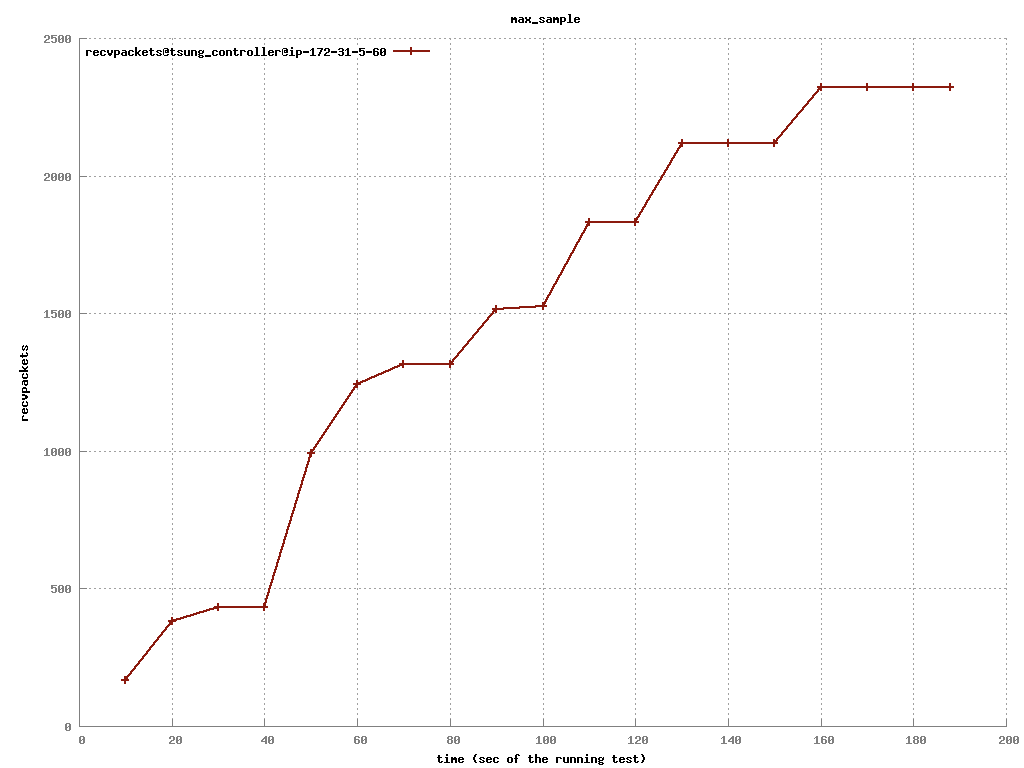 max_sample
recvpackets@tsung_controller@ip-172-31-5-60
2500
2000
1500
1000
500
0
recvpackets
0 20 40 60 80 100 120 140 160 180 200
time (sec of the running test)